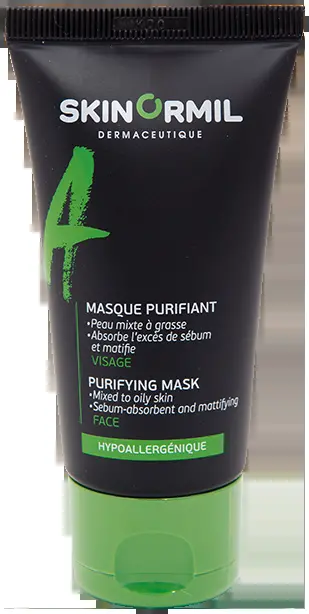 SKINORMIL
DERMACEUTIQUE
A
MASQUE PURIFIANT
•Peau mixte à grasse
•Absorbe l'excés de sébum
et matifie
VISAGE
PURIFYING MASK
•Mixed to oily skin
•Sebum-absorbent and mattifying
FACE
HYPOALLERGÉNIQUE